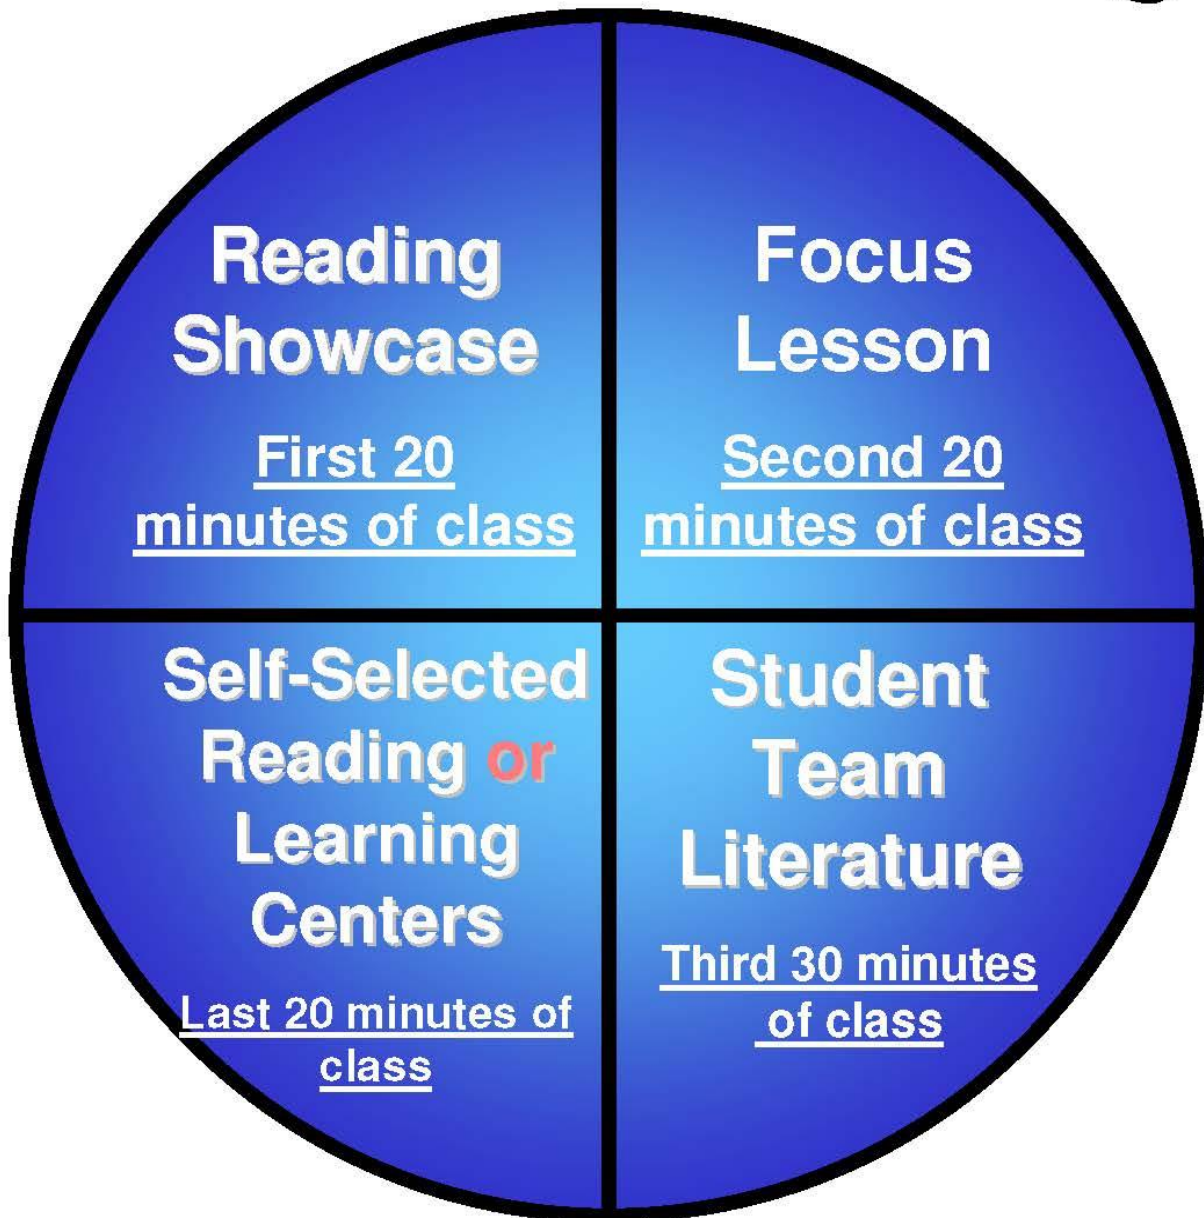 Reading
Showcase
First 20
minutes of class
Focus
Lesson
Second 20
minutes of class
Self-Selected
Reading or
Learning
Centers
Last 20 minutes of
class
Student
Team
Literature
Third 30 minutes
of class